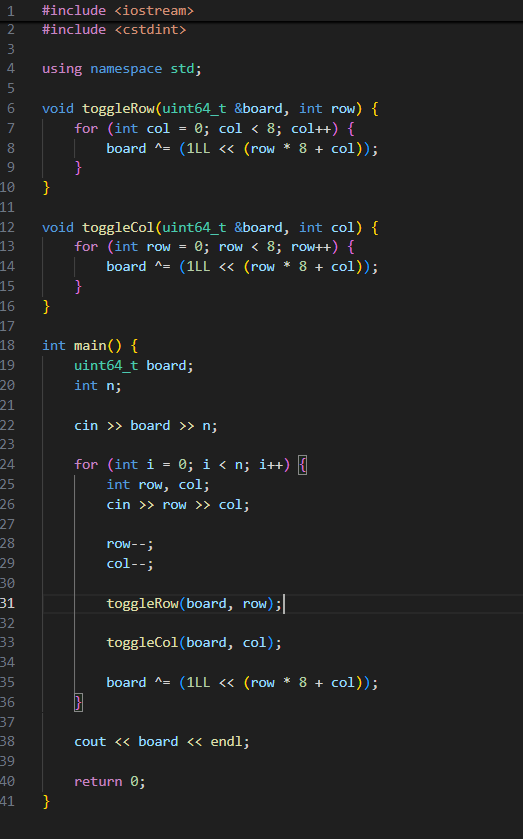 1 #include <iostream>
2 #include <cstdint>
3
4 using namespace std;
5
6 void toggleRow(uint64_t &board, int row) {
7     for (int col = 0; col < 8; col++) {
8         board ^= (1LL << (row * 8 + col));
9     }
10 }
11
12 void toggleCol(uint64_t &board, int col) {
13     for (int row = 0; row < 8; row++) {
14         board ^= (1LL << (row * 8 + col));
15     }
16 }
17
18 int main() {
19     uint64_t board;
20     int n;
21
22     cin >> board >> n;
23
24     for (int i = 0; i < n; i++) {
25         int row, col;
26         cin >> row >> col;
27
28         row--;
29         col--;
30
31         toggleRow(board, row);
32
33         toggleCol(board, col);
34
35         board ^= (1LL << (row * 8 + col));
36     }
37
38     cout << board << endl;
39
40     return 0;
41 }